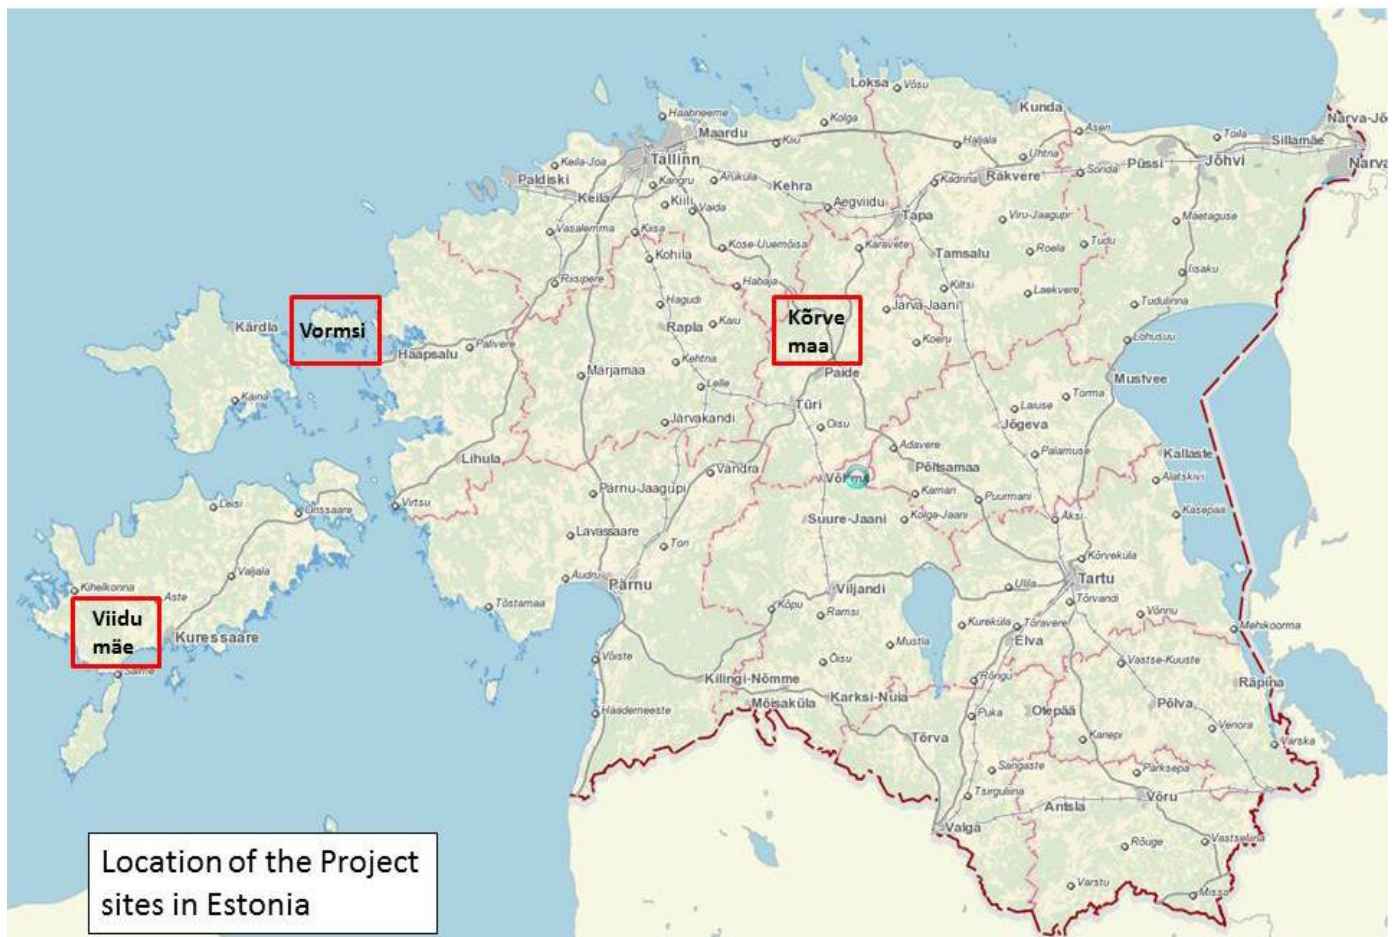 Loksa
Võsu
Kunda
Narva-Jõ
Haabneeme
Kolga
Aseri
Toila
Sillamäe
Maardu
Kiiu
Haljala
Narva
Tallinn
Uhtna
Püssi
Jõhvi
Keila-Joa
Rakvere
Sonda
Paldiski
Kangru
Aruküla
Kehra
Kadrina
Keila
Kiili
Vaida
Aegviidu
Tapa
Viru-Jaagupi
Maetaguse
Vasalemma
Kiisa
Kose-Uuemõisa
Karavete
Roela
Tudu
Kohila
Tamsalu
Iisaku
Riisipere
Habaja
Kiltsi
Laekvere
Hagudi
Järva-Jaani
Tudulinna
Kärdla
Vormsi
Rapla
Kaiu
Kõrve
maa
Koeru
Lohusuu
Haapsalu
Palivere
Kehtna
Paide
Märjamaa
Lelle
Mustvee
Käina
Türi
Laiuse
Torma
Järvakandi
Oisu
Jõgeva
Adavere
Lihula
Vändra
Põltsamaa
Palamuse
Kallaste
Alatskivi
Pärnu-Jaagupi
Kamari
Puurmani
Leisi
Orissaare
Virtsu
Suure-Jaani
Kolga-Jaani
Äksi
Kasepää
Lavassaare
Tori
Kõrveküla
Valjala
Audru
Pärnu
Ulila
Tartu
Kihelkonna
Aste
Tõstamaa
Viljandi
Kõpu
Ramsi
Tõrvandi
Võnnu
Viidu
mäe
Kuressaare
Mustla
Kureküla
Tõravere
Elva
Mehikoorma
Salme
Võiste
Õisu
Vastse-Kuuste
Kilingi-Nõmme
Rõngu
Räpina
Mõisaküla
Karksi-Nuia
Häädemeeste
Puka
Otepää
Põlva
Tõrva
Kanepi
Värska
Sangaste
Parksepa
Tsirguliina
Antsla
Võru
Valga
Rõuge
Vastseliina
Varstu
Misso
Location of the Project
sites in Estonia